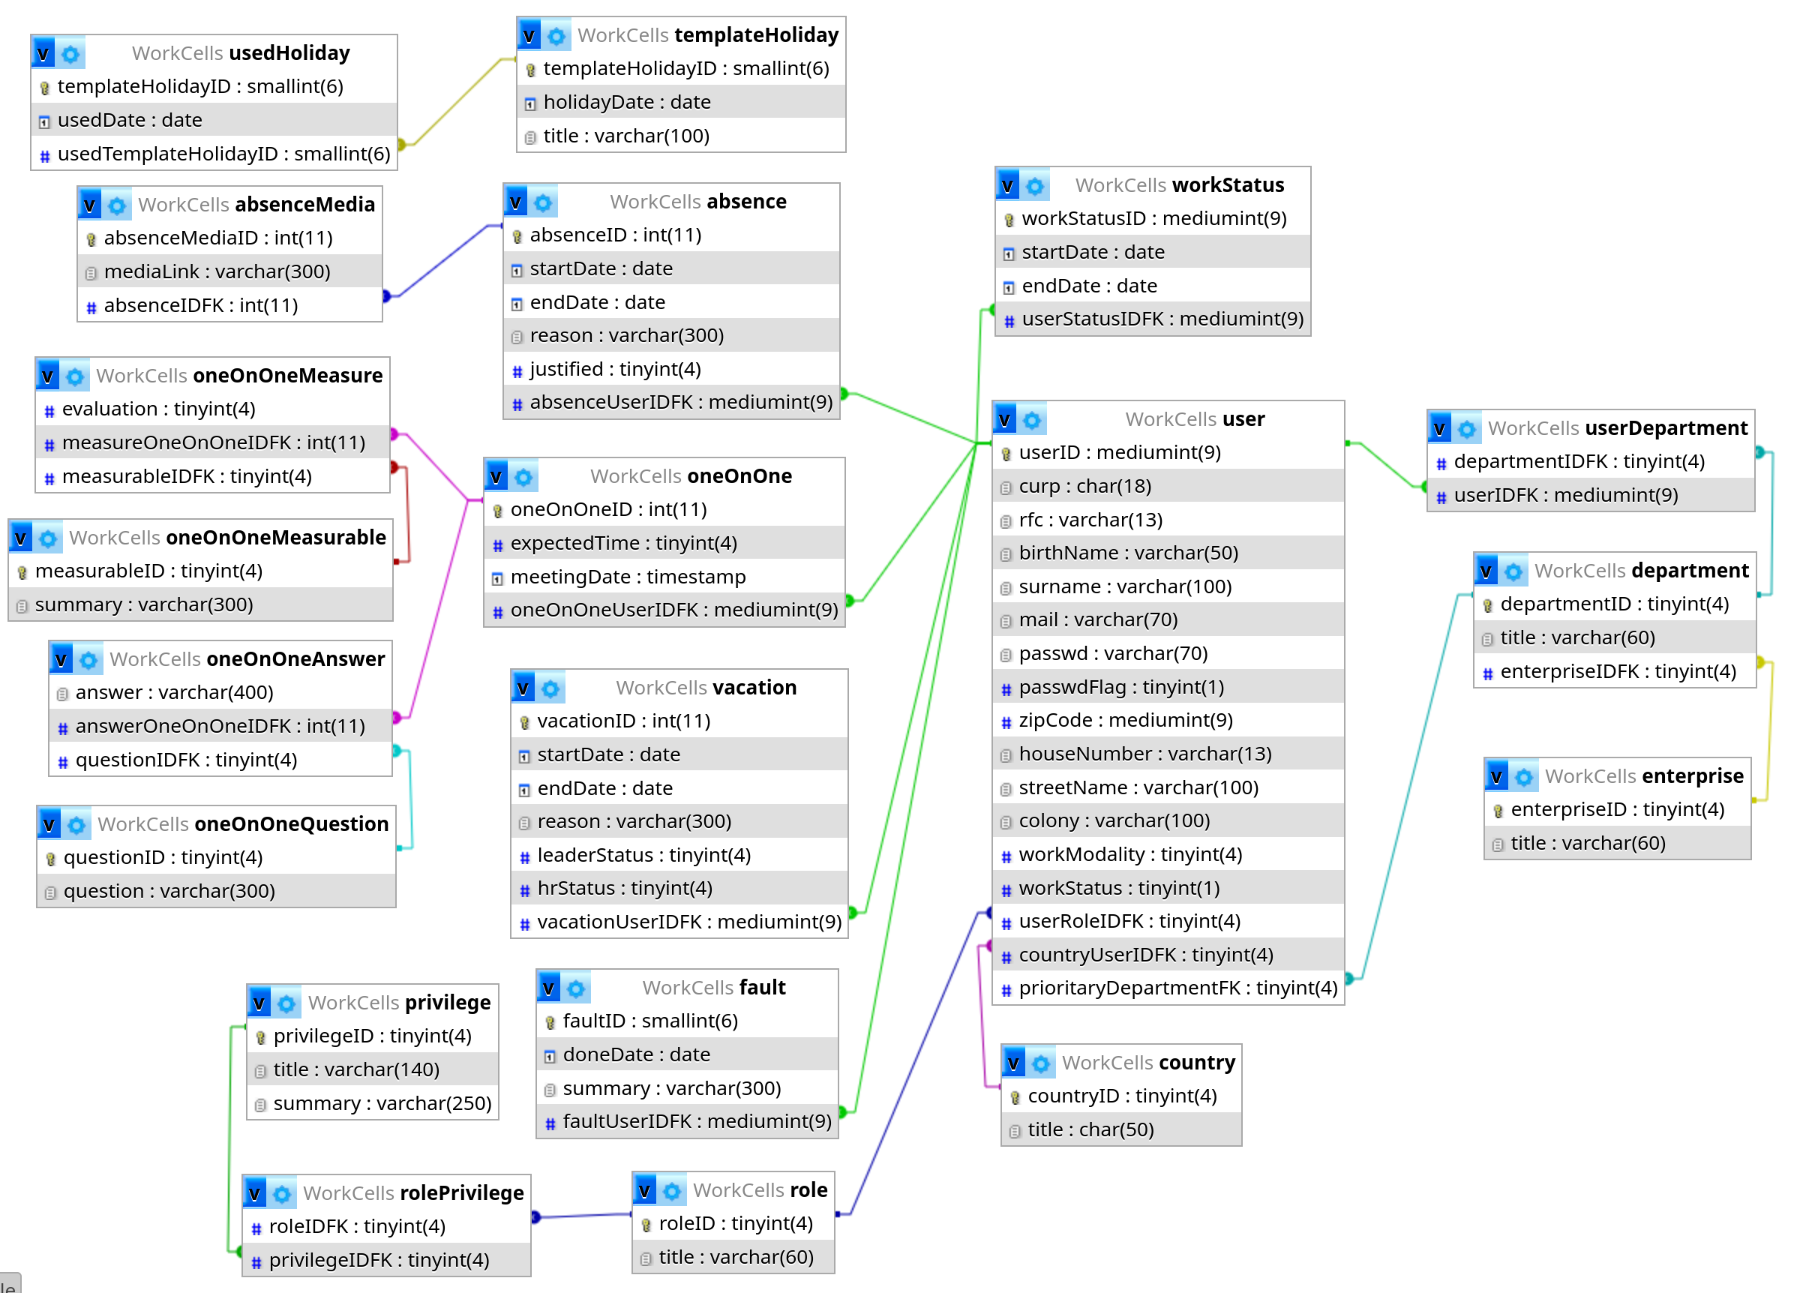 WorkCells usedHoliday
templateHolidayID : smallint(6)
usedDate : date
usedTemplateHolidayID : smallint(6)
WorkCells templateHoliday
templateHolidayID : smallint(6)
holidayDate : date
title : varchar(100)
WorkCells absenceMedia
absenceMediaID : int(11)
mediaLink : varchar(300)
absenceIDFK : int(11)
WorkCells absence
absenceID : int(11)
startDate : date
endDate : date
reason : varchar(300)
justified : tinyint(4)
absenceUserIDFK : mediumint(9)
WorkCells workStatus
workStatusID : mediumint(9)
startDate : date
endDate : date
userStatusIDFK : mediumint(9)
WorkCells oneOnOneMeasure
evaluation : tinyint(4)
measureOneOnOneIDFK : int(11)
measurableIDFK : tinyint(4)
WorkCells oneOnOneMeasurable
measurableID : tinyint(4)
summary : varchar(300)
WorkCells oneOnOneAnswer
answer : varchar(400)
answerOneOnOneIDFK : int(11)
questionIDFK : tinyint(4)
WorkCells oneOnOneQuestion
questionID : tinyint(4)
question : varchar(300)
WorkCells oneOnOne
oneOnOneID : int(11)
expectedTime : tinyint(4)
meetingDate : timestamp
oneOnOneUserIDFK : mediumint(9)
WorkCells vacation
vacationID : int(11)
startDate : date
endDate : date
reason : varchar(300)
leaderStatus : tinyint(4)
hrStatus : tinyint(4)
vacationUserIDFK : mediumint(9)
WorkCells user
userID : mediumint(9)
curp : char(18)
rfc : varchar(13)
birthName : varchar(50)
surname : varchar(100)
mail : varchar(70)
passwd : varchar(70)
passwdFlag : tinyint(1)
zipCode : mediumint(9)
houseNumber : varchar(13)
streetName : varchar(100)
colony : varchar(100)
workModality : tinyint(4)
workStatus : tinyint(1)
userRoleIDFK : tinyint(4)
countryUserIDFK : tinyint(4)
prioritaryDepartmentFK : tinyint(4)
WorkCells userDepartment
departmentIDFK : tinyint(4)
userIDFK : mediumint(9)
WorkCells department
departmentID : tinyint(4)
title : varchar(60)
enterpriseIDFK : tinyint(4)
WorkCells enterprise
enterpriseID : tinyint(4)
title : varchar(60)
WorkCells privilege
privilegeID : tinyint(4)
title : varchar(140)
summary : varchar(250)
WorkCells fault
faultID : smallint(6)
doneDate : date
summary : varchar(300)
faultUserIDFK : mediumint(9)
WorkCells country
countryID : tinyint(4)
title : char(50)
WorkCells rolePrivilege
roleIDFK : tinyint(4)
privilegeIDFK : tinyint(4)
WorkCells role
roleID : tinyint(4)
title : varchar(60)